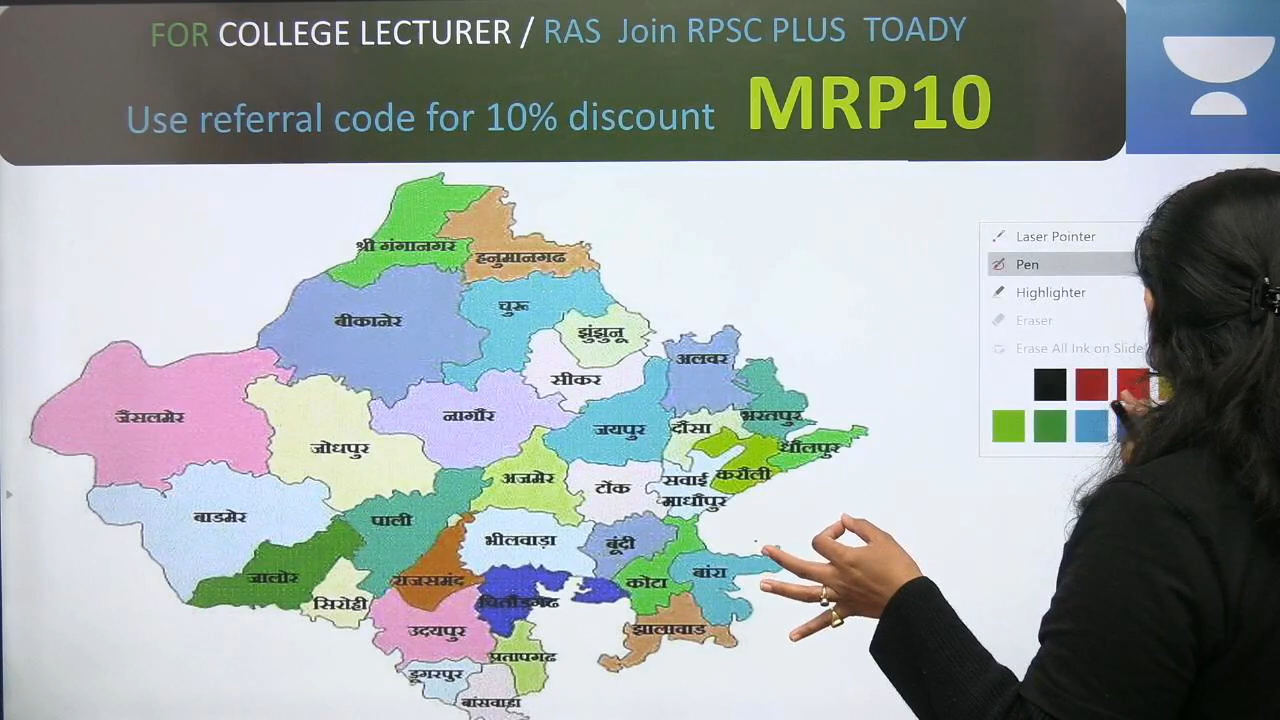 FOR COLLEGE LECTURER / RAS Join RPSC PLUS TOADY
Use referral code for 10% discount MRP10
श्री गंगानगर
हनुमानगढ
चुरू
बीकानेर
झुंझुनू
अलवर
सीकर
जैसलमेर
नागौर
भरतपुर
जयपुर
दौसा
धौलपुर
जोधपुर
करौली
अजमेर
टोंक
सवाई
माधौपुर
बाडमेर
पाली
भीलवाड़ा
बूंदी
बांरा
जालोर
राजसमंद
कोटा
सिरोही
चितौडगढ
उदयपुर
झालावाड
प्रतापगढ
डूगरपुर
बांसवाडा
Laser Pointer
Pen
Highlighter
Eraser
Erase All Ink on Slide